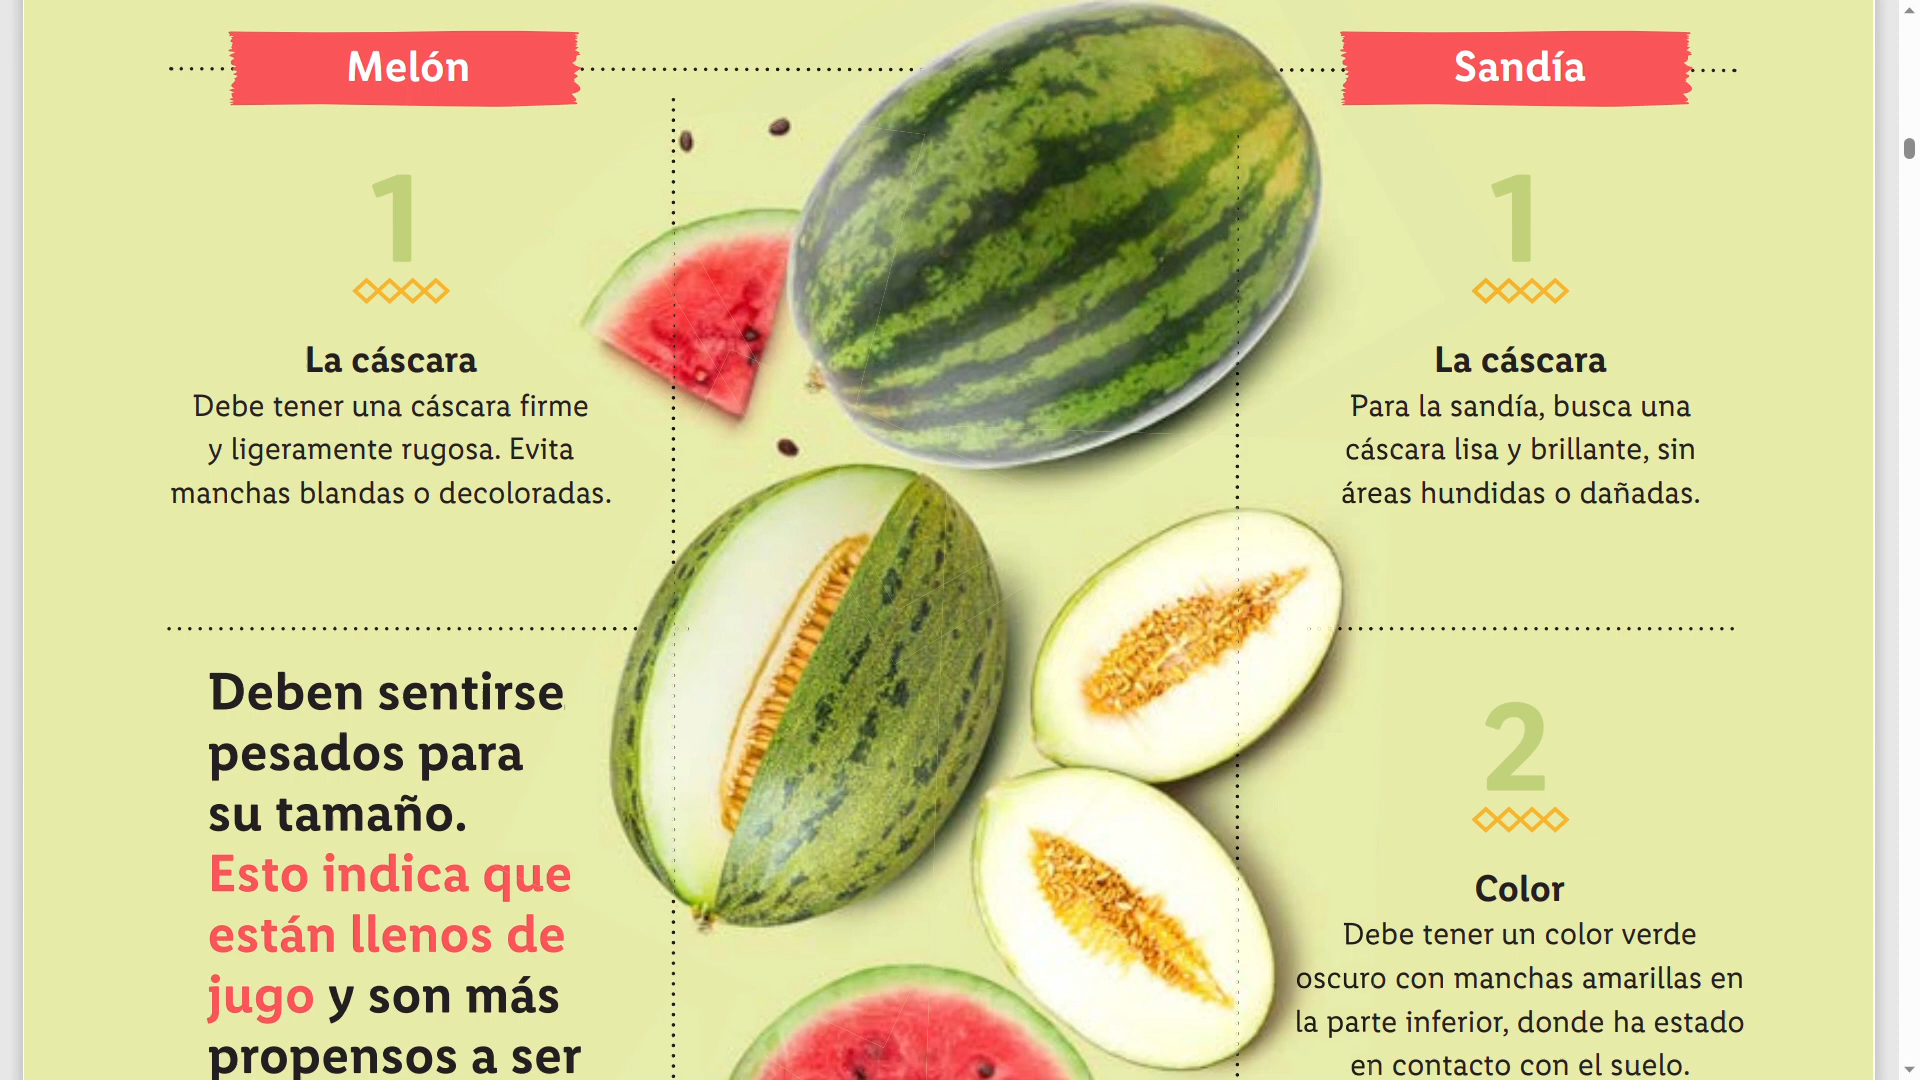 Melón
1
La cáscara
Debe tener una cáscara firme
y ligeramente rugosa. Evita
manchas blandas o decoloradas.
Deben sentirse
pesados para
su tamaño.
Esto indica que
están llenos de
jugo y son más
propensos a ser
Sandía
1
La cáscara
Para la sandía, busca una
cáscara lisa y brillante, sin
áreas hundidas o dañadas.
2
Color
Debe tener un color verde
oscuro con manchas amarillas en
la parte inferior, donde ha estado
en contacto con el suelo.